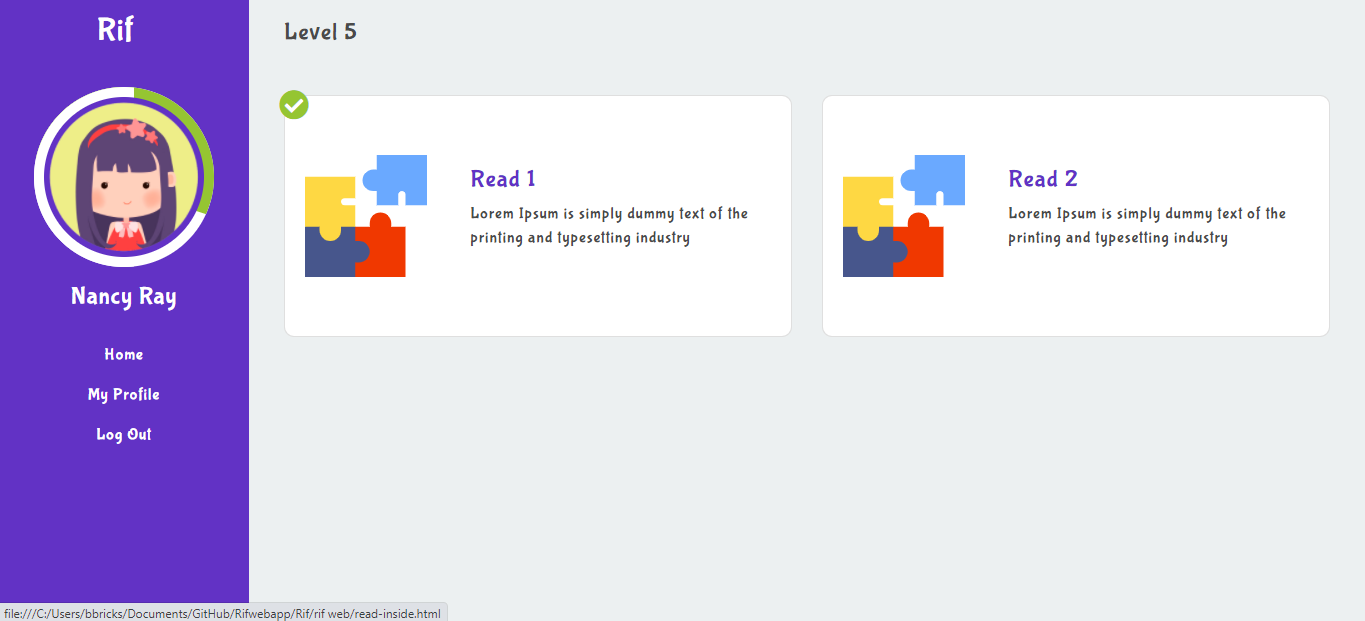 Rif
Nancy Ray
Home
My Profile
Log Out
Level 5
Read 1
Lorem Ipsum is simply dummy text of the
printing and typesetting industry
Read 2
Lorem Ipsum is simply dummy text of the
printing and typesetting industry
file:///C:/Users/bbricks/Documents/GitHub/Rifwebapp/Rif/rif web/read-inside.html